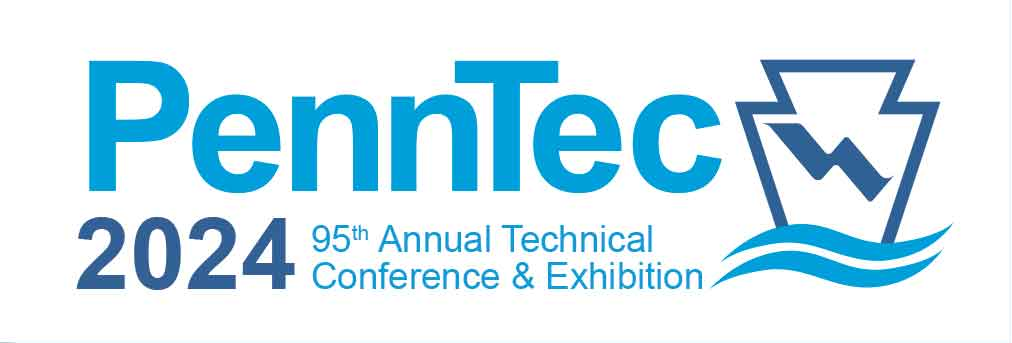 PennTec
2024
95th Annual Technical
Conference & Exhibition